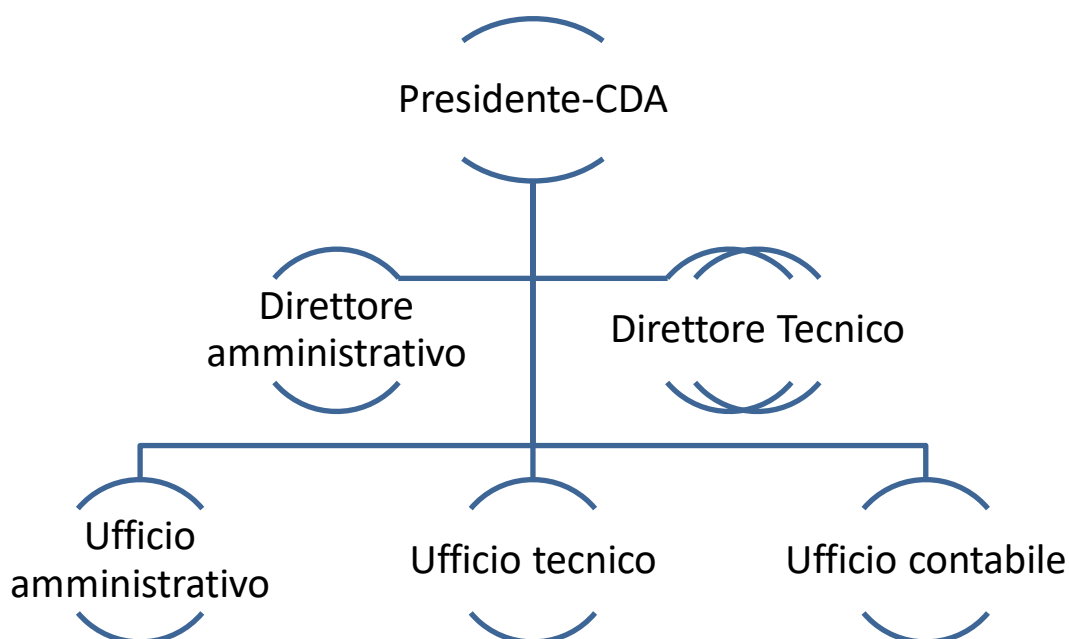 Presidente-CDA
Direttore
amministrativo
Direttore Tecnico
Ufficio
amministrativo
Ufficio tecnico
Ufficio contabile